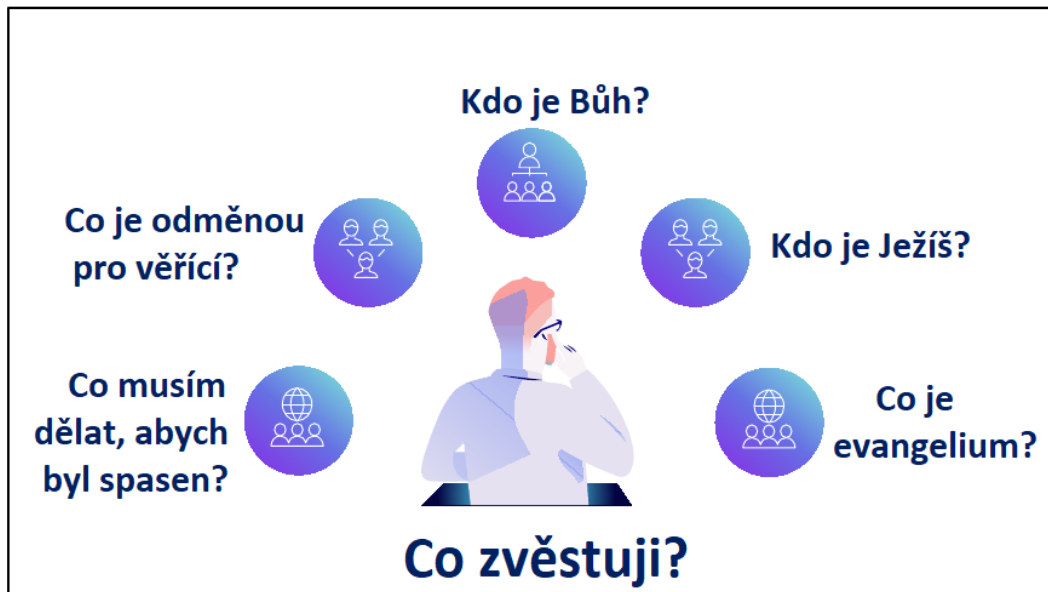 Kdo je Bůh?
Co je odměnou
pro věřící?
Kdo je Ježíš?
Co musím
dělat, abych
byl spasen?
Co je
evangelium?
Co zvěstuji?